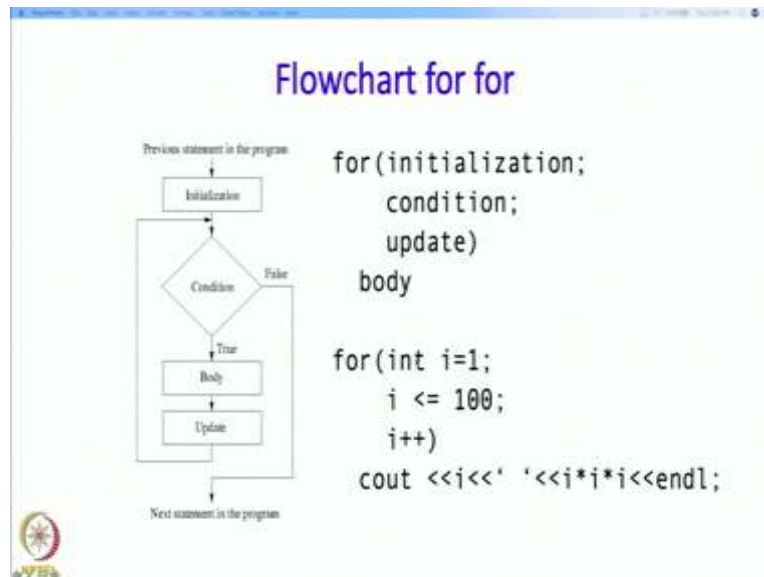 Flowchart for for
Previous statement in the program
Initialization
Condition
False
True
Body
Update
Next statement in the program
for(initialization;
condition;
update)
body
for(int i=1;
i <= 100;
i++)
cout <<i<<‘ ‘<<i*i*i<<endl;
NPTEL